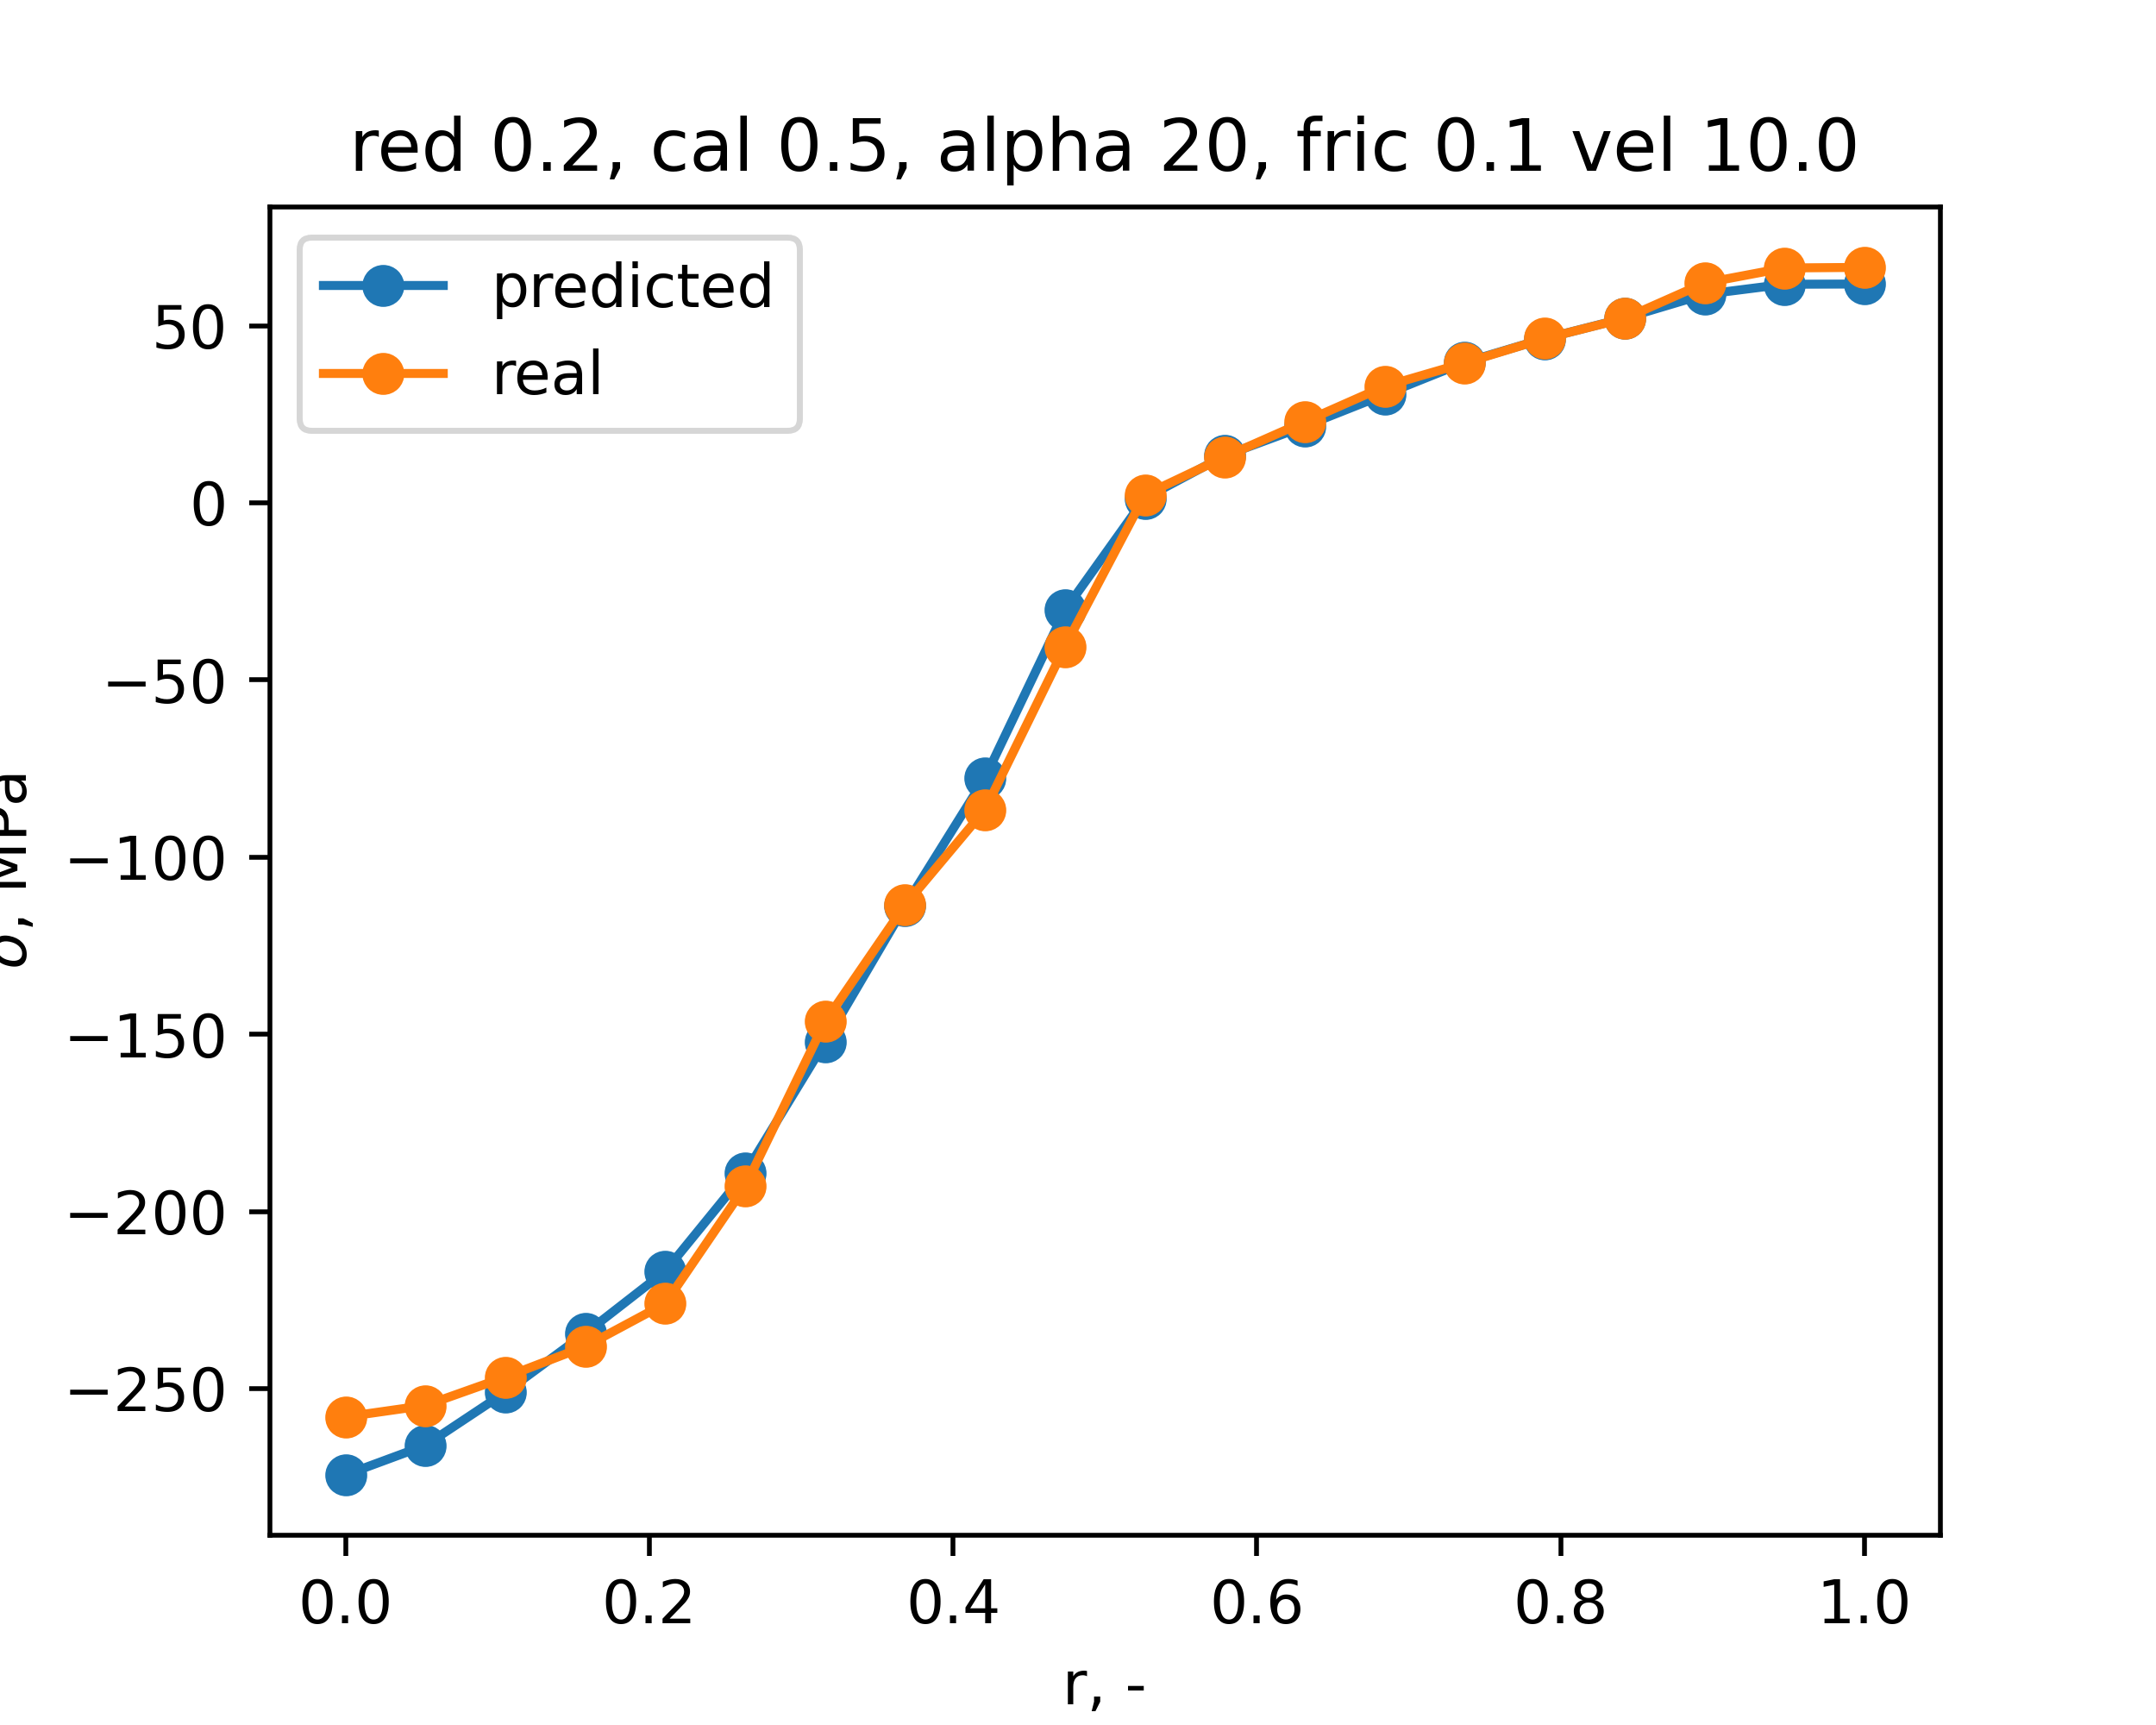 red 0.2, cal 0.5, alpha 20, fric 0.1 vel 10.0
predicted
real
50
0
−50
−100
−150
−200
−250
σ, MPa
0.0 0.2 0.4 0.6 0.8 1.0
r, -